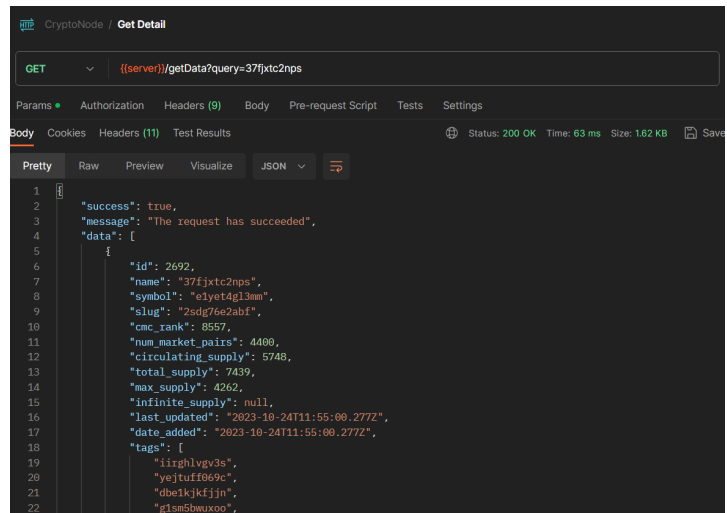 HTTP CryptoNode / Get Detail
GET {{server}}/getData?query=37fjxtc2nps
Params Authorization Headers (9) Body Pre-request Script Tests Settings
Body Cookies Headers (11) Test Results Status: 200 OK Time: 63 ms Size: 1.62 KB Save
Pretty Raw Preview Visualize JSON
1 {
2 "success": true,
3 "message": "The request has succeeded",
4 "data": [
5 {
6 "id": 2692,
7 "name": "37fjxtc2nps",
8 "symbol": "e1yet4gl3mm",
9 "slug": "2sdg76e2abf",
10 "cmc_rank": 8557,
11 "num_market_pairs": 4400,
12 "circulating_supply": 5748,
13 "total_supply": 7439,
14 "max_supply": 4262,
15 "infinite_supply": null,
16 "last_updated": "2023-10-24T11:55:00.277Z",
17 "date_added": "2023-10-24T11:55:00.277Z",
18 "tags": [
19 "iirghlvgv3s",
20 "yejtuff069c",
21 "dbe1kjkfjjn",
22 "g1sm5bwuxoo",